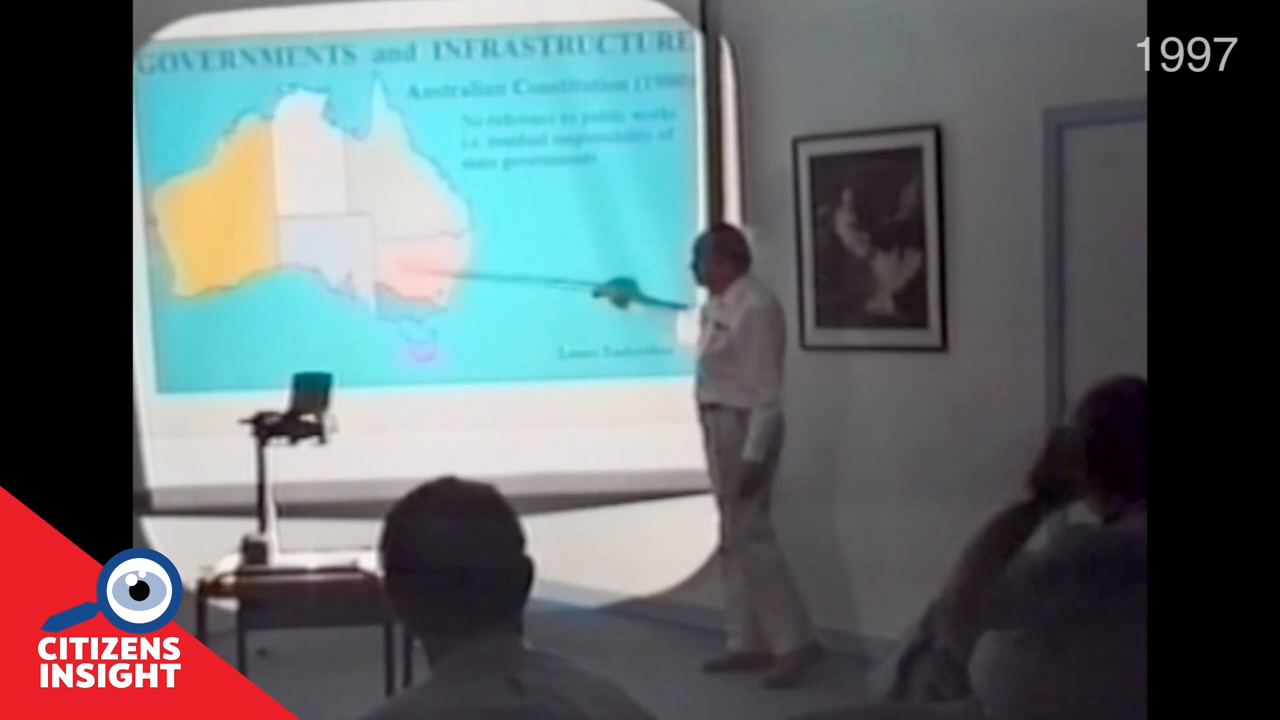 1997
GOVERNMENTS and INFRASTRUCTURE
Australian Constitution (1900)
No reference to public works
i.e. residual responsibility of
state governments
CITIZENS
INSIGHT